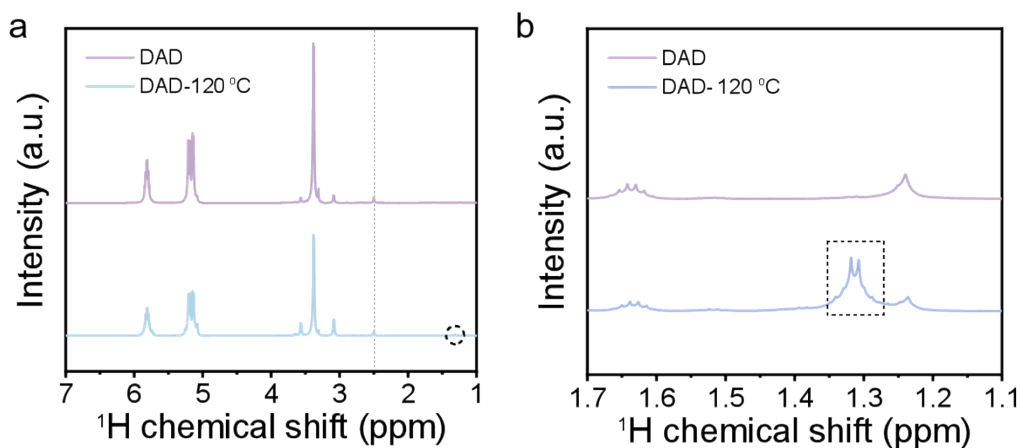 a
DAD
DAD-120 °C
Intensity (a.u.)
7 6 5 4 3 2 1
¹H chemical shift (ppm)
b
DAD
DAD- 120 °C
Intensity (a.u.)
1.7 1.6 1.5 1.4 1.3 1.2 1.1
¹H chemical shift (ppm)